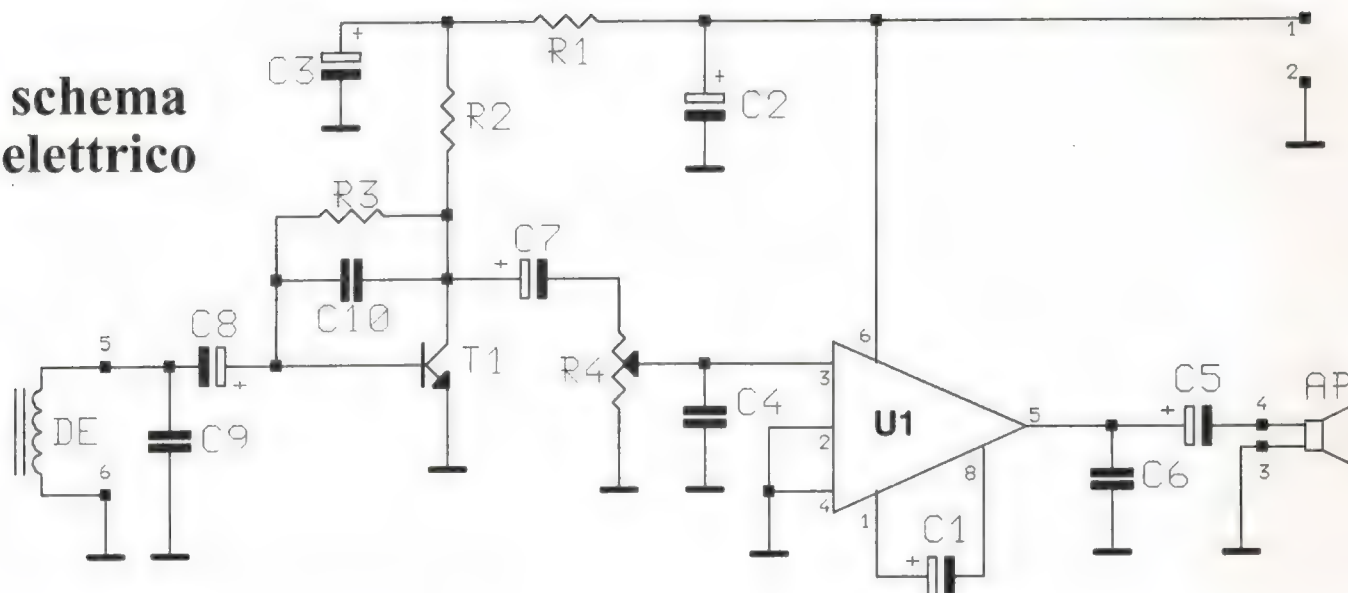 schema
elettrico
C3
+
R1
1
2
+
C2
R2
R3
+
C7
C10
C8
5
+
T1
R4
6
3
2
4
U1
5
C4
C5
+
4
3
AP
DE
6
C9
1
8
C1
+
C6